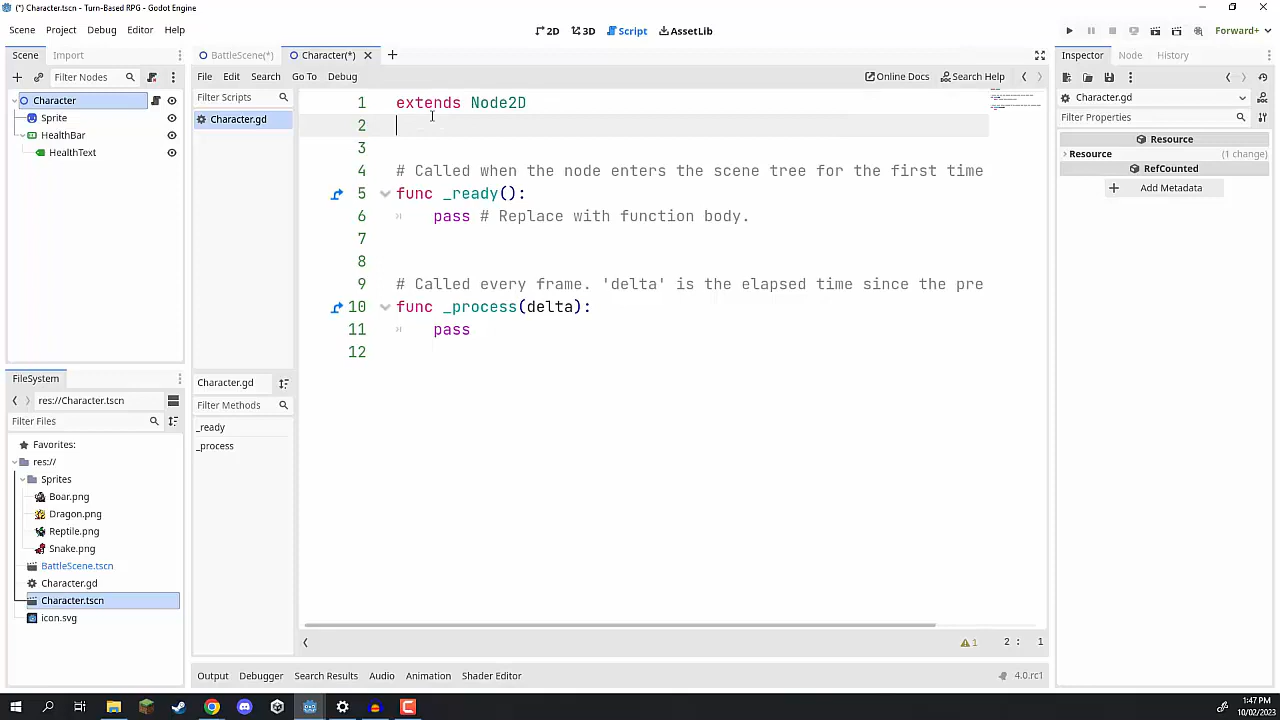 (*) Character.tscn - Turn-Based RPG - Godot Engine
Scene Project Debug Editor Help
2D 3D Script AssetLib
Forward+
Scene Import
Filter Nodes
Character
Sprite
HealthBar
HealthText
FileSystem
res://Character.tscn
Filter Files
Favorites:
res://
Sprites
Boar.png
Dragon.png
Reptile.png
Snake.png
BattleScene.tscn
Character.gd
Character.tscn
icon.svg
BattleScene(*) Character(*)
File Edit Search Go To Debug
Online Docs Search Help
Filter Scripts
Character.gd
Character.gd
Filter Methods
_ready
_process
1 extends Node2D
2
3
4 # Called when the node enters the scene tree for the first time
5 func _ready():
6 pass # Replace with function body.
7
8
9 # Called every frame. 'delta' is the elapsed time since the pre
10 func _process(delta):
11 pass
12
1 2 : 1
Output Debugger Search Results Audio Animation Shader Editor
4.0.rc1
Inspector Node History
Character.gd
Filter Properties
Resource
Resource (1 change)
RefCounted
Add Metadata
1:47 PM
10/02/2023